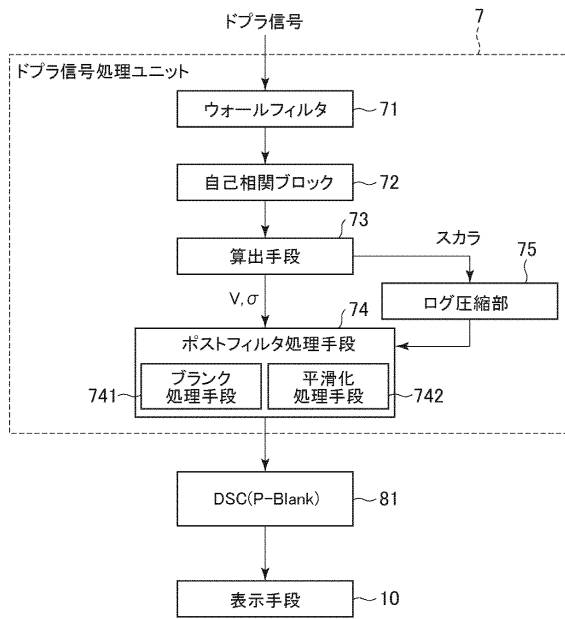 ドプラ信号
7
ドプラ信号処理ユニット
ウォールフィルタ
71
自己相関ブロック
72
73
算出手段
スカラ
75
ログ圧縮部
V,σ
74
ポストフィルタ処理手段
ブランク
処理手段
741
平滑化
処理手段
742
DSC(P-Blank)
81
表示手段
10